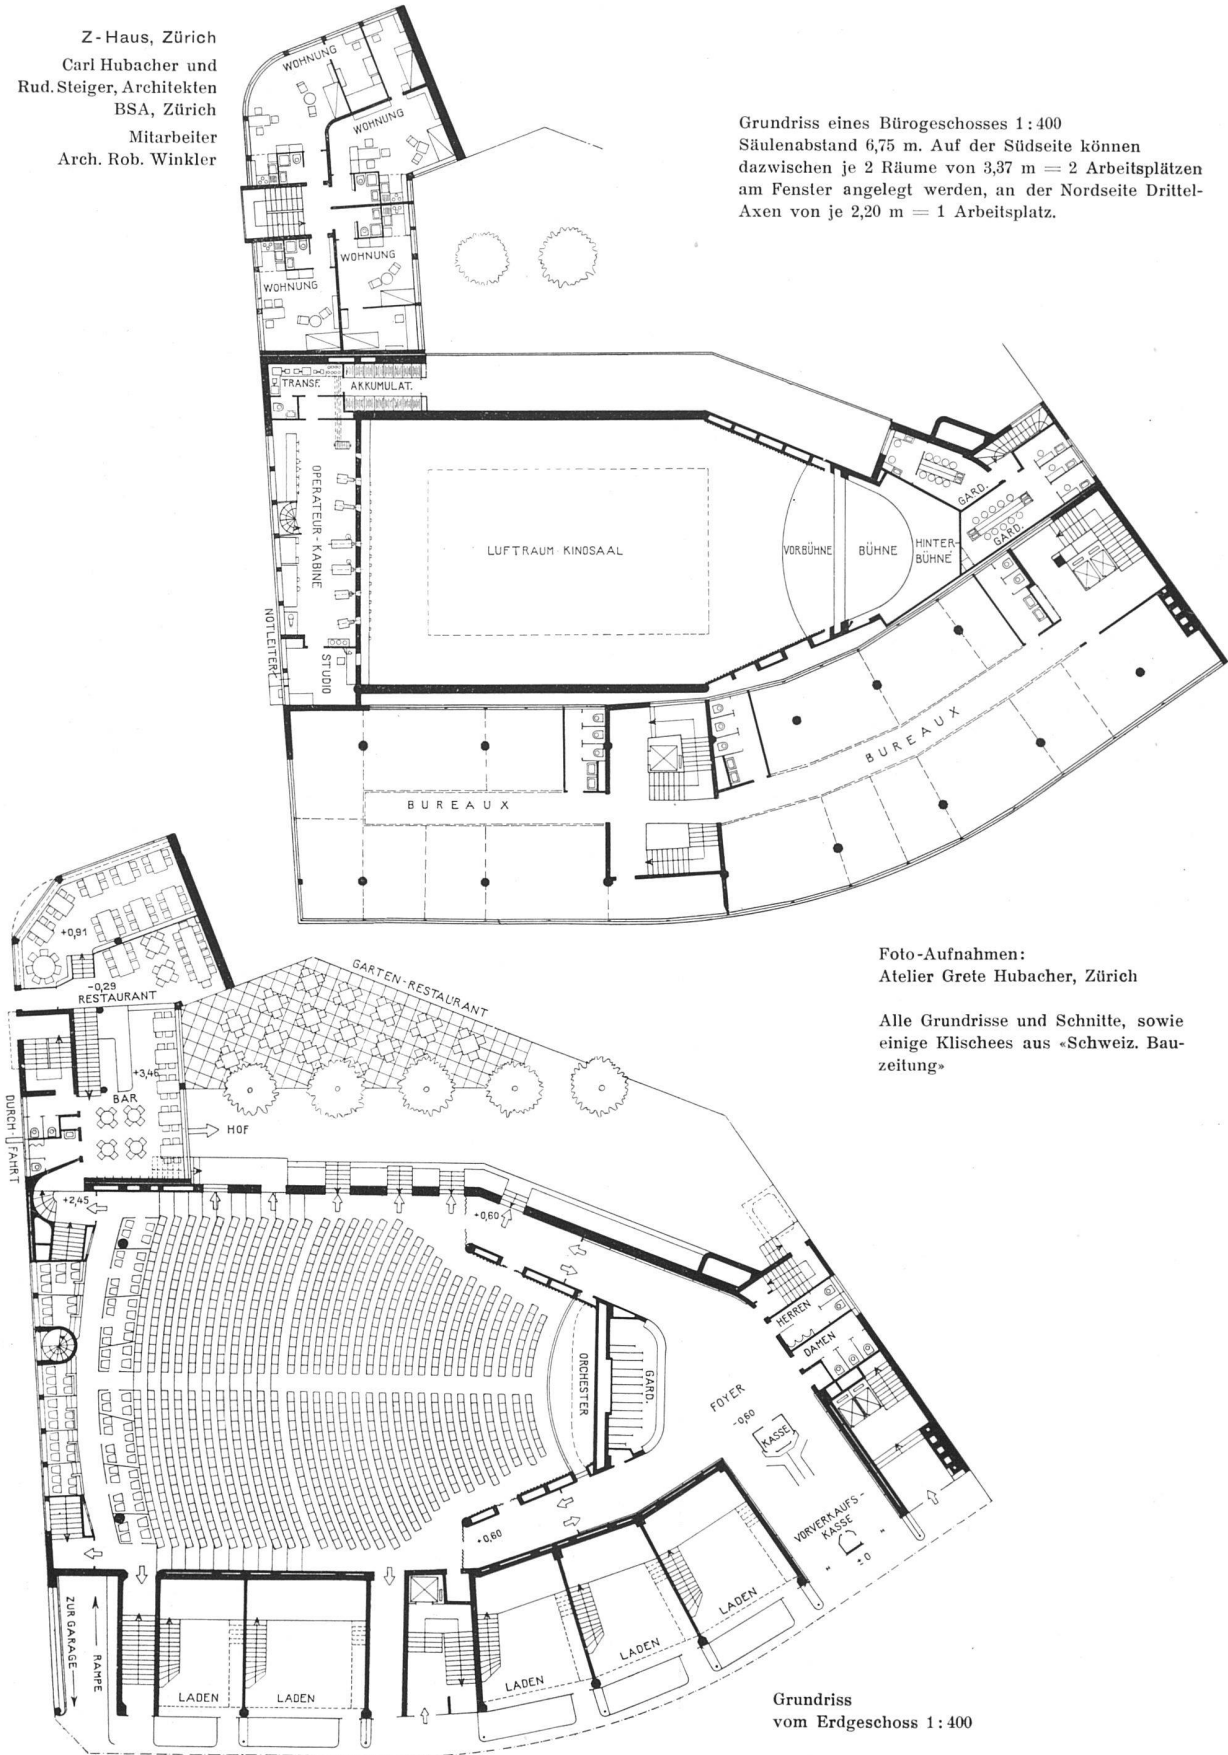 Z-Haus, Zürich
Carl Hubacher und
Rud. Steiger, Architekten
BSA, Zürich
Mitarbeiter
Arch. Rob. Winkler
Grundriss eines Bürogeschosses 1 : 400
Säulenabstand 6,75 m. Auf der Südseite können
dazwischen je 2 Räume von 3,37 m = 2 Arbeitsplätzen
am Fenster angelegt werden, an der Nordseite Drittel-
Axen von je 2,20 m = 1 Arbeitsplatz.
WOHNUNG
WOHNUNG
WOHNUNG
WOHNUNG
TRANSF.
AKKUMULAT.
OPERATEUR-KABINE
NOTLEITER
STUDIO
LUFTRAUM KINOSAAL
VORBÜHNE
BÜHNE
HINTER-
BÜHNE
GARD.
GARD.
BUREAUX
BUREAUX
Foto-Aufnahmen:
Atelier Grete Hubacher, Zürich
Alle Grundrisse und Schnitte, sowie
einige Klischees aus «Schweiz. Bau-
zeitung»
+0,91
-0,29
RESTAURANT
GARTEN-RESTAURANT
+3,46
BAR
HOF
DURCH-
FAHRT
+2,45
+0,60
ORCHESTER
GARD.
HERREN
DAMEN
FOYER
-0,60
KASSE
VORVERKAUFS-
KASSE
±0
+0,60
ZUR GARAGE
RAMPE
LADEN
LADEN
LADEN
LADEN
LADEN
Grundriss
vom Erdgeschoss 1 : 400